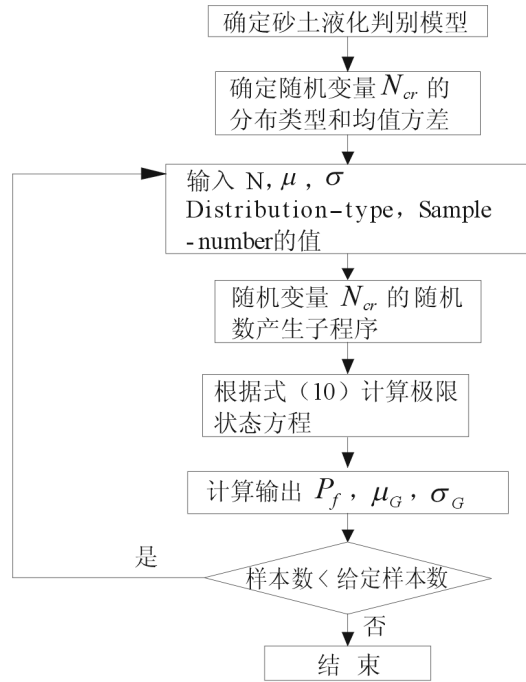 确定砂土液化判别模型
确定随机变量 N_cr 的
分布类型和均值方差
输入 N, μ , σ
Distribution-type, Sample
-number的值
随机变量 N_cr 的随机
数产生子程序
根据式（10）计算极限
状态方程
计算输出 P_f , μ_G , σ_G
是
样本数 < 给定样本数
否
结 束